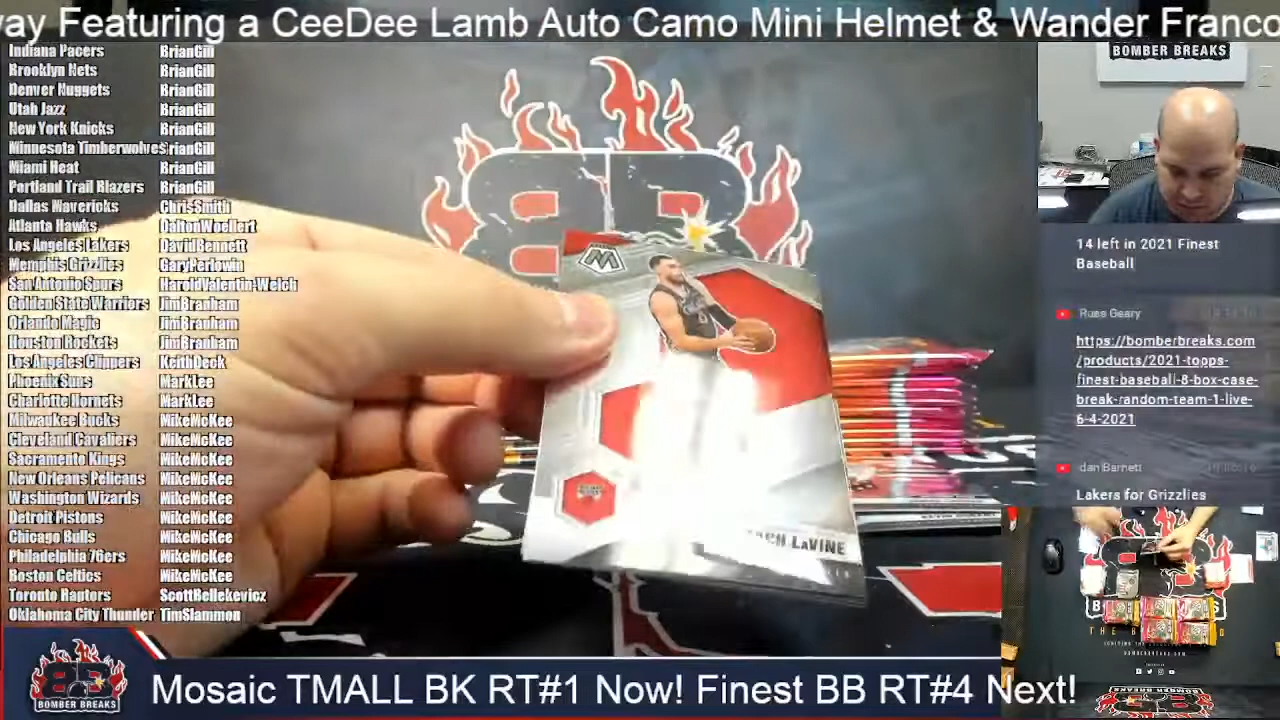 way Featuring a CeeDee Lamb Auto Camo Mini Helmet & Wander Franco
Indiana Pacers BrianGill
Brooklyn Nets BrianGill
Denver Nuggets BrianGill
Utah Jazz BrianGill
New York Knicks BrianGill
Minnesota Timberwolves BrianGill
Miami Heat BrianGill
Portland Trail Blazers BrianGill
Dallas Mavericks ChrisSmith
Atlanta Hawks DaltonWoellert
Los Angeles Lakers DavidBennett
Memphis Grizzlies GaryPerlowin
San Antonio Spurs HaroldValentin-Welch
Golden State Warriors JimBranham
Orlando Magic JimBranham
Houston Rockets JimBranham
Los Angeles Clippers KeithDeck
Phoenix Suns MarkLee
Charlotte Hornets MarkLee
Milwaukee Bucks MikeMcKee
Cleveland Cavaliers MikeMcKee
Sacramento Kings MikeMcKee
New Orleans Pelicans MikeMcKee
Washington Wizards MikeMcKee
Detroit Pistons MikeMcKee
Chicago Bulls MikeMcKee
Philadelphia 76ers MikeMcKee
Boston Celtics MikeMcKee
Toronto Raptors ScottBellekevicz
Oklahoma City Thunder TimSlammon
ZACH LaVINE
BOMBER BREAKS
14 left in 2021 Finest
Baseball
Russ Geary
https://bomberbreaks.com
/products/2021-topps-
finest-baseball-8-box-case-
break-random-team-1-live-
6-4-2021
dan Barnett
Lakers for Grizzlies
BOMBER BREAKS
Mosaic TMALL BK RT#1 Now! Finest BB RT#4 Next!
BOMBER BREAKS